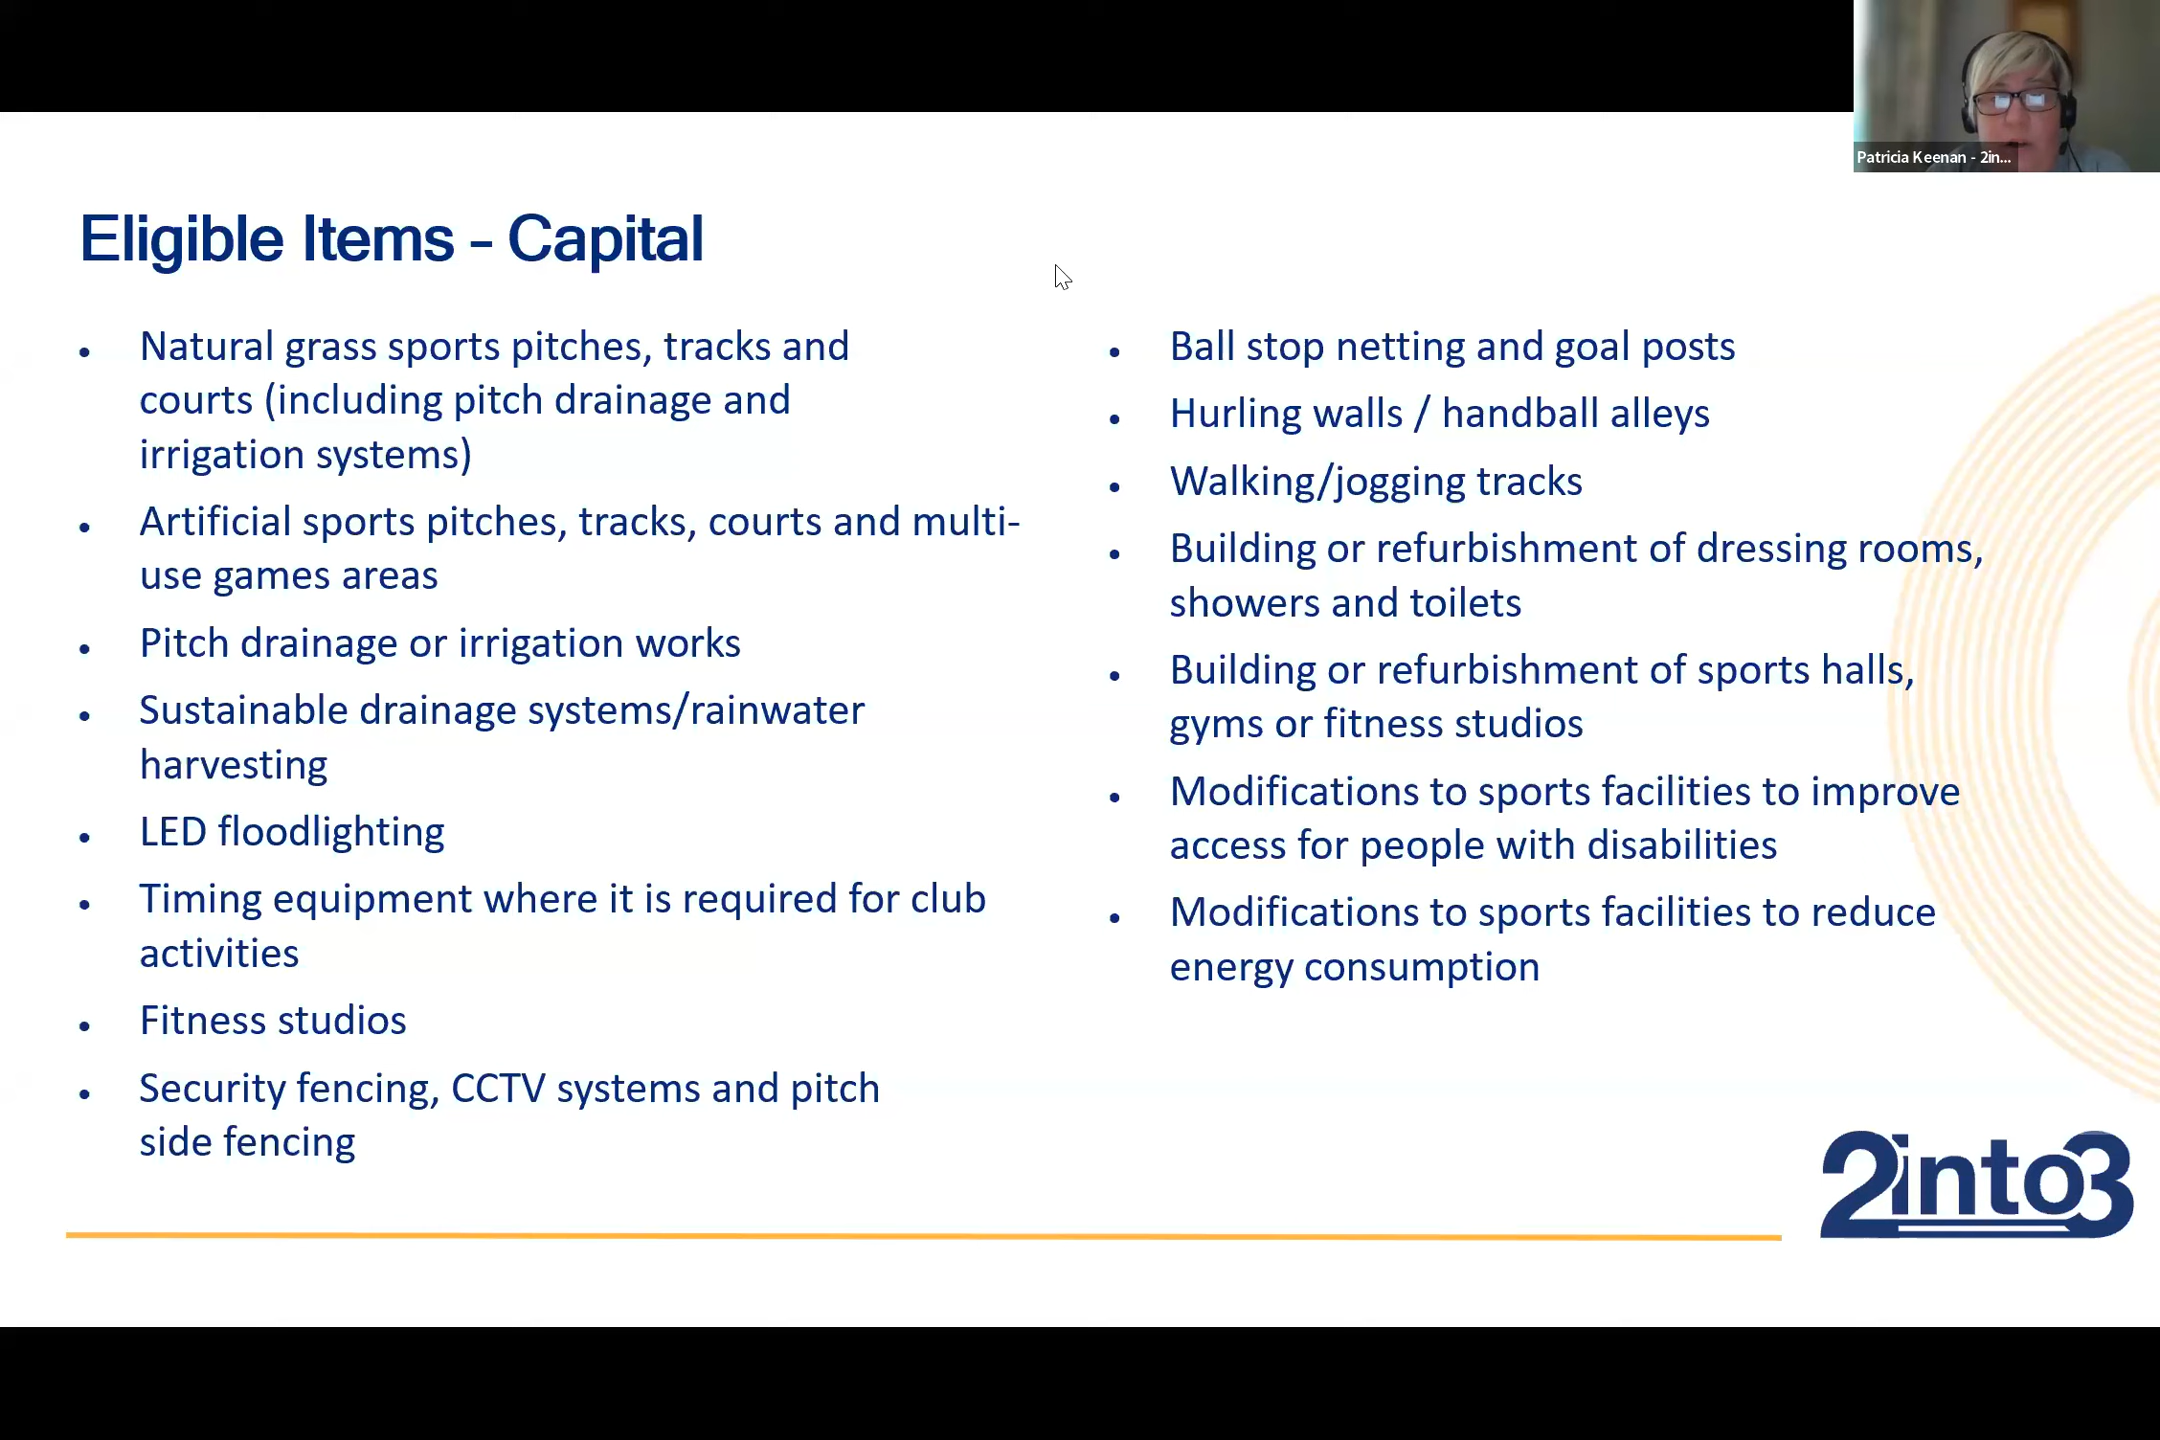 Patricia Keenan - 2in...
Eligible Items – Capital
• Natural grass sports pitches, tracks and
courts (including pitch drainage and
irrigation systems)
• Artificial sports pitches, tracks, courts and multi-
use games areas
• Pitch drainage or irrigation works
• Sustainable drainage systems/rainwater
harvesting
• LED floodlighting
• Timing equipment where it is required for club
activities
• Fitness studios
• Security fencing, CCTV systems and pitch
side fencing
• Ball stop netting and goal posts
• Hurling walls / handball alleys
• Walking/jogging tracks
• Building or refurbishment of dressing rooms,
showers and toilets
• Building or refurbishment of sports halls,
gyms or fitness studios
• Modifications to sports facilities to improve
access for people with disabilities
• Modifications to sports facilities to reduce
energy consumption
2into3